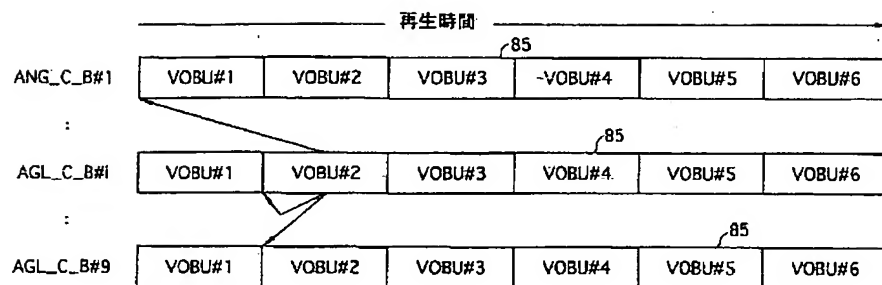 再生時間
85
ANG_C_B#1 VOBU#1 VOBU#2 VOBU#3 ~VOBU#4 VOBU#5 VOBU#6
:
85
AGL_C_B#i VOBU#1 VOBU#2 VOBU#3 VOBU#4 VOBU#5 VOBU#6
:
85
AGL_C_B#9 VOBU#1 VOBU#2 VOBU#3 VOBU#4 VOBU#5 VOBU#6